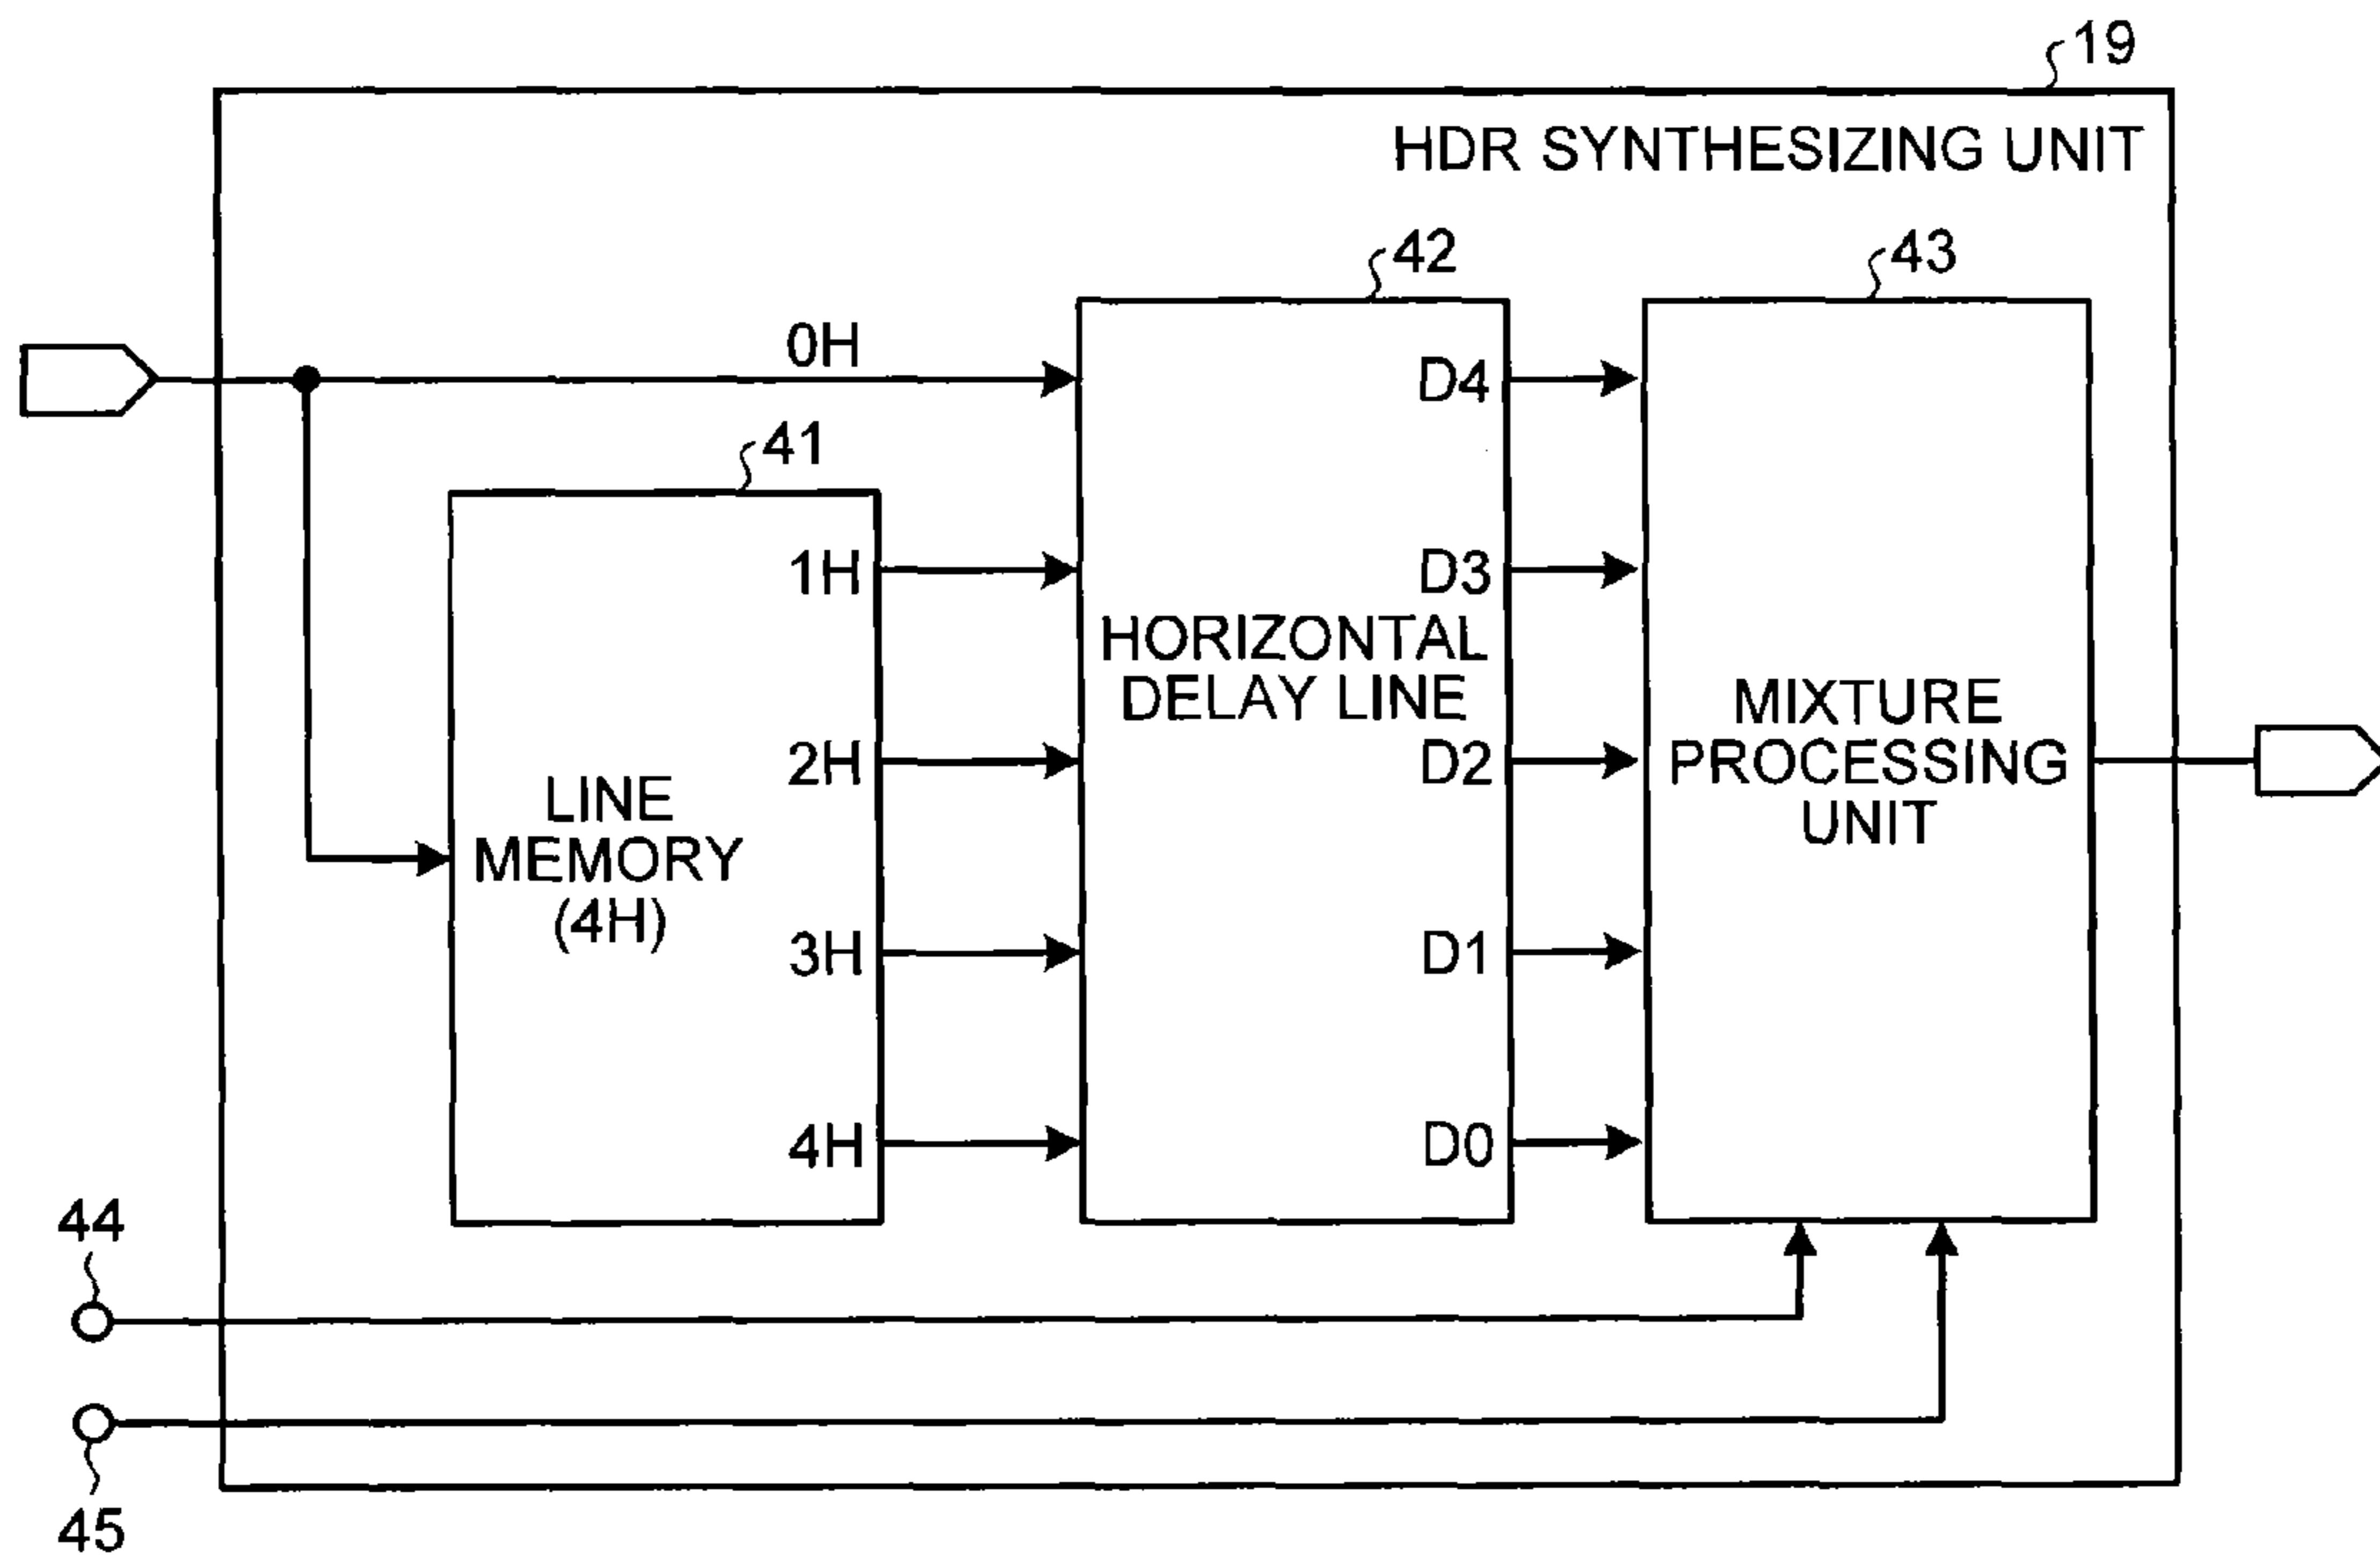 19
HDR SYNTHESIZING UNIT
42
43
0H
D4
41
1H
D3
HORIZONTAL
DELAY LINE
MIXTURE
PROCESSING
UNIT
2H
D2
LINE
MEMORY
(4H)
3H
D1
4H
D0
44
45